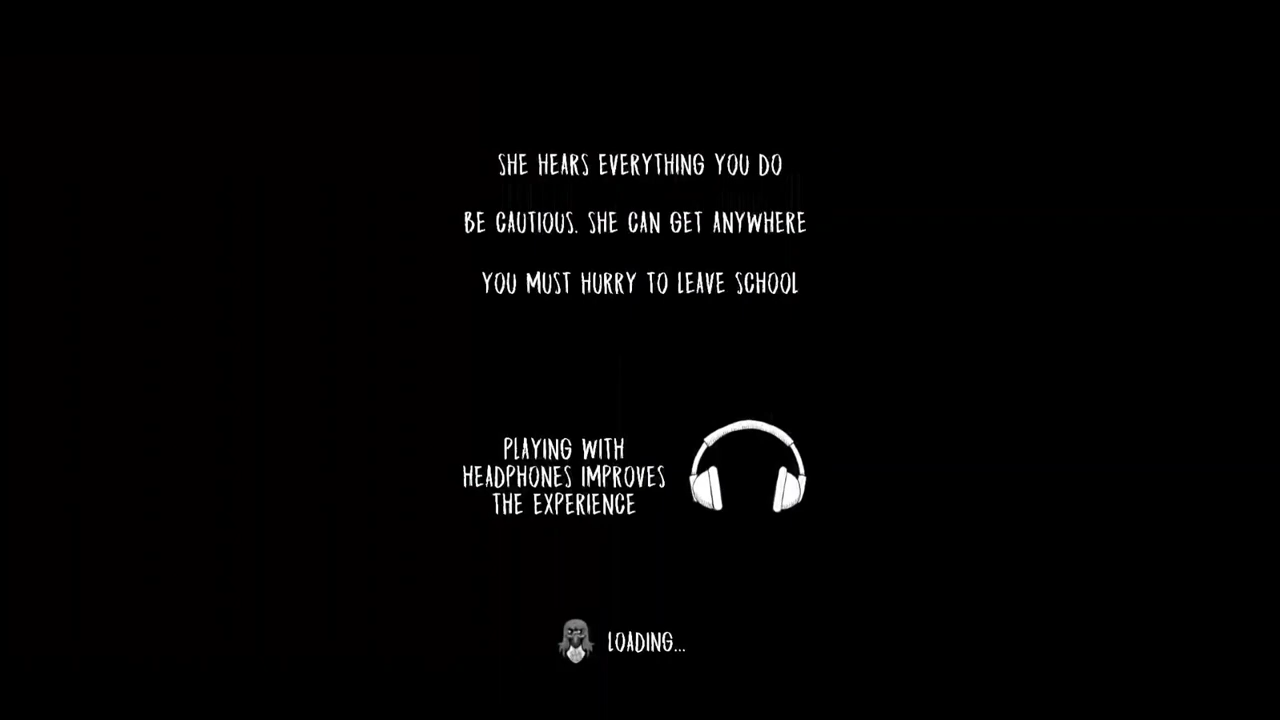 SHE HEARS EVERYTHING YOU DO
BE CAUTIOUS. SHE CAN GET ANYWHERE
YOU MUST HURRY TO LEAVE SCHOOL
PLAYING WITH
HEADPHONES IMPROVES
THE EXPERIENCE
LOADING...